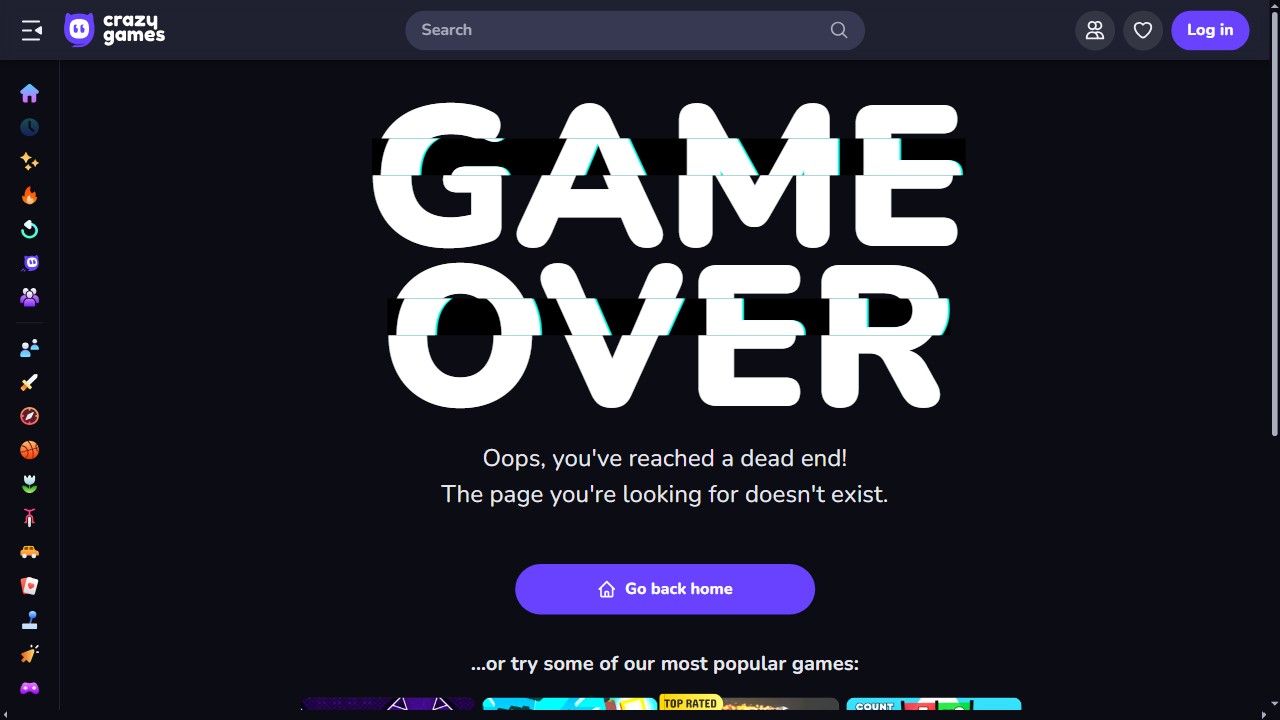 crazy
games
Search
Log in
GAME
OVER
Oops, you've reached a dead end!
The page you're looking for doesn't exist.
Go back home
...or try some of our most popular games:
TOP RATED
COUNT